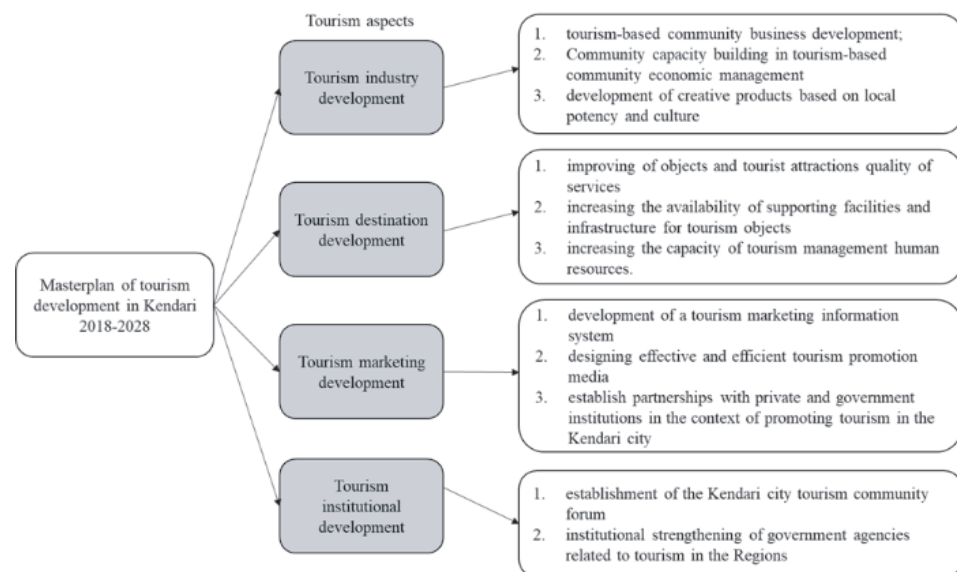 Tourism aspects
Masterplan of tourism
development in Kendari
2018-2028
Tourism industry
development
1. tourism-based community business development;
2. Community capacity building in tourism-based
community economic management
3. development of creative products based on local
potency and culture
Tourism destination
development
1. improving of objects and tourist attractions quality of
services
2. increasing the availability of supporting facilities and
infrastructure for tourism objects
3. increasing the capacity of tourism management human
resources.
Tourism marketing
development
1. development of a tourism marketing information
system
2. designing effective and efficient tourism promotion
media
3. establish partnerships with private and government
institutions in the context of promoting tourism in the
Kendari city
Tourism
institutional
development
1. establishment of the Kendari city tourism community
forum
2. institutional strengthening of government agencies
related to tourism in the Regions